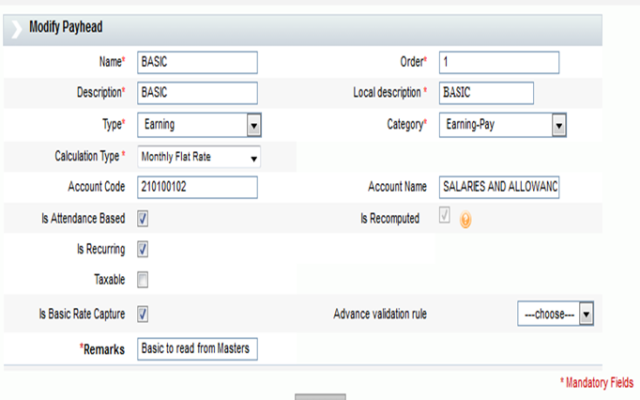 Modify Payhead
Name* BASIC Order* 1
Description* BASIC Local description * BASIC
Type* Earning Category* Earning-Pay
Calculation Type * Monthly Flat Rate
Account Code 210100102 Account Name SALARIES AND ALLOWANC
Is Attendance Based Is Recomputed
Is Recurring
Taxable
Is Basic Rate Capture Advance validation rule ---choose---
*Remarks Basic to read from Masters
* Mandatory Fields